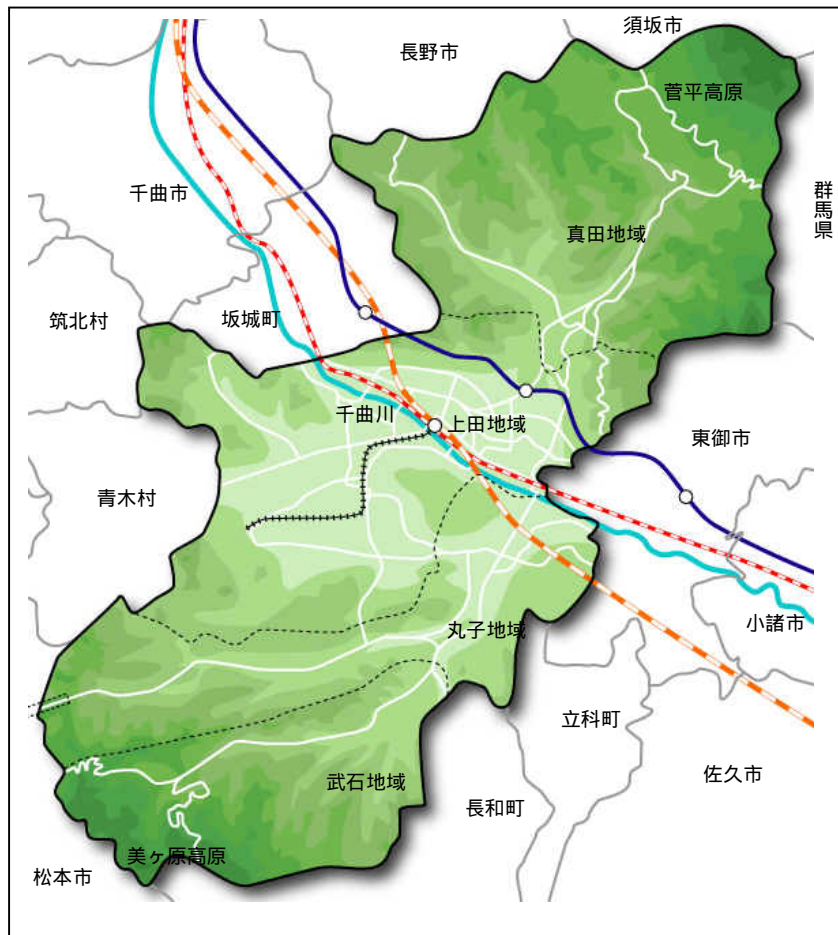 須坂市
長野市
菅平高原
千曲市
群馬県
真田地域
筑北村
坂城町
千曲川
上田地域
東御市
青木村
小諸市
丸子地域
立科町
佐久市
武石地域
長和町
美ヶ原高原
松本市